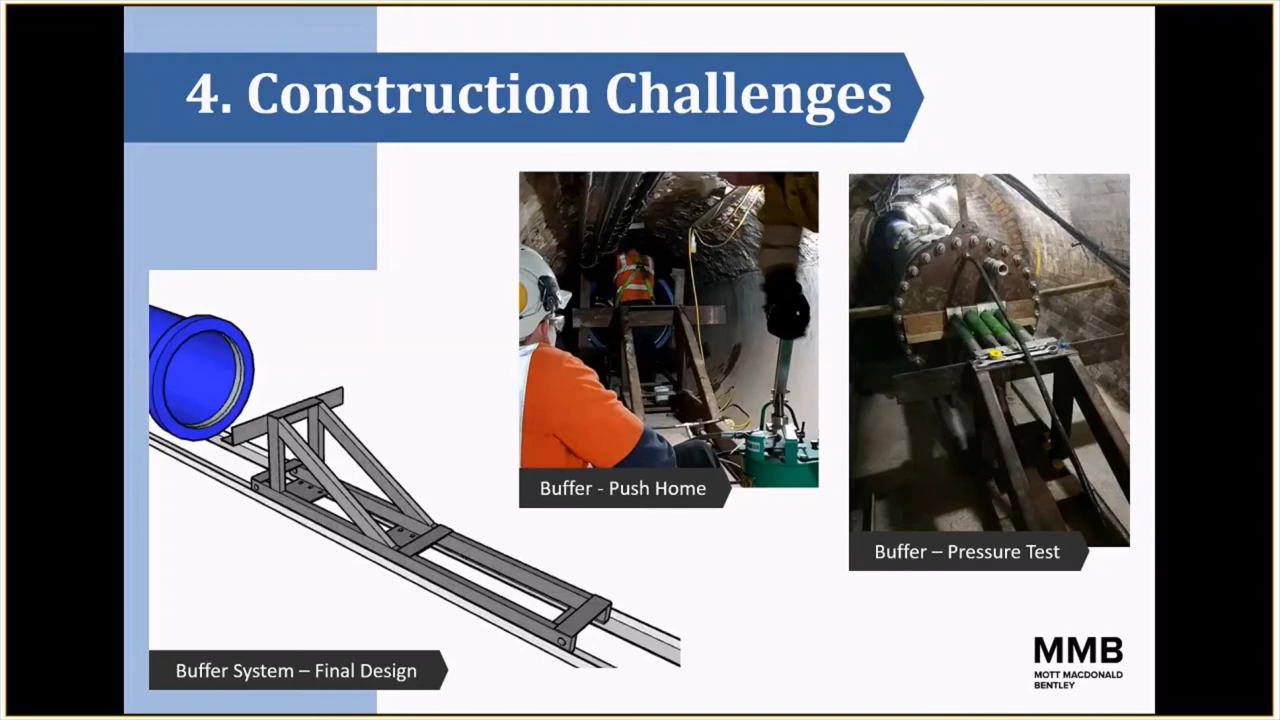 4. Construction Challenges
Buffer - Push Home
Buffer – Pressure Test
Buffer System – Final Design
MMB
MOTT MACDONALD
BENTLEY